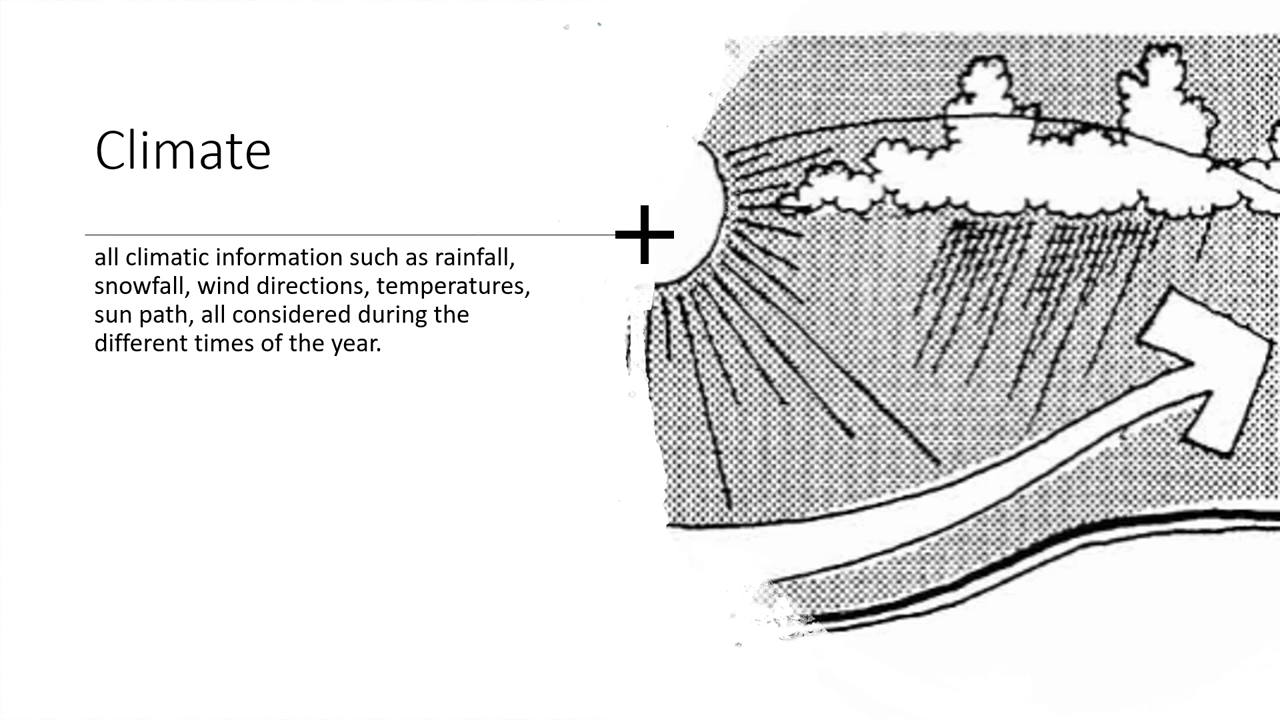 Climate
all climatic information such as rainfall,
snowfall, wind directions, temperatures,
sun path, all considered during the
different times of the year.